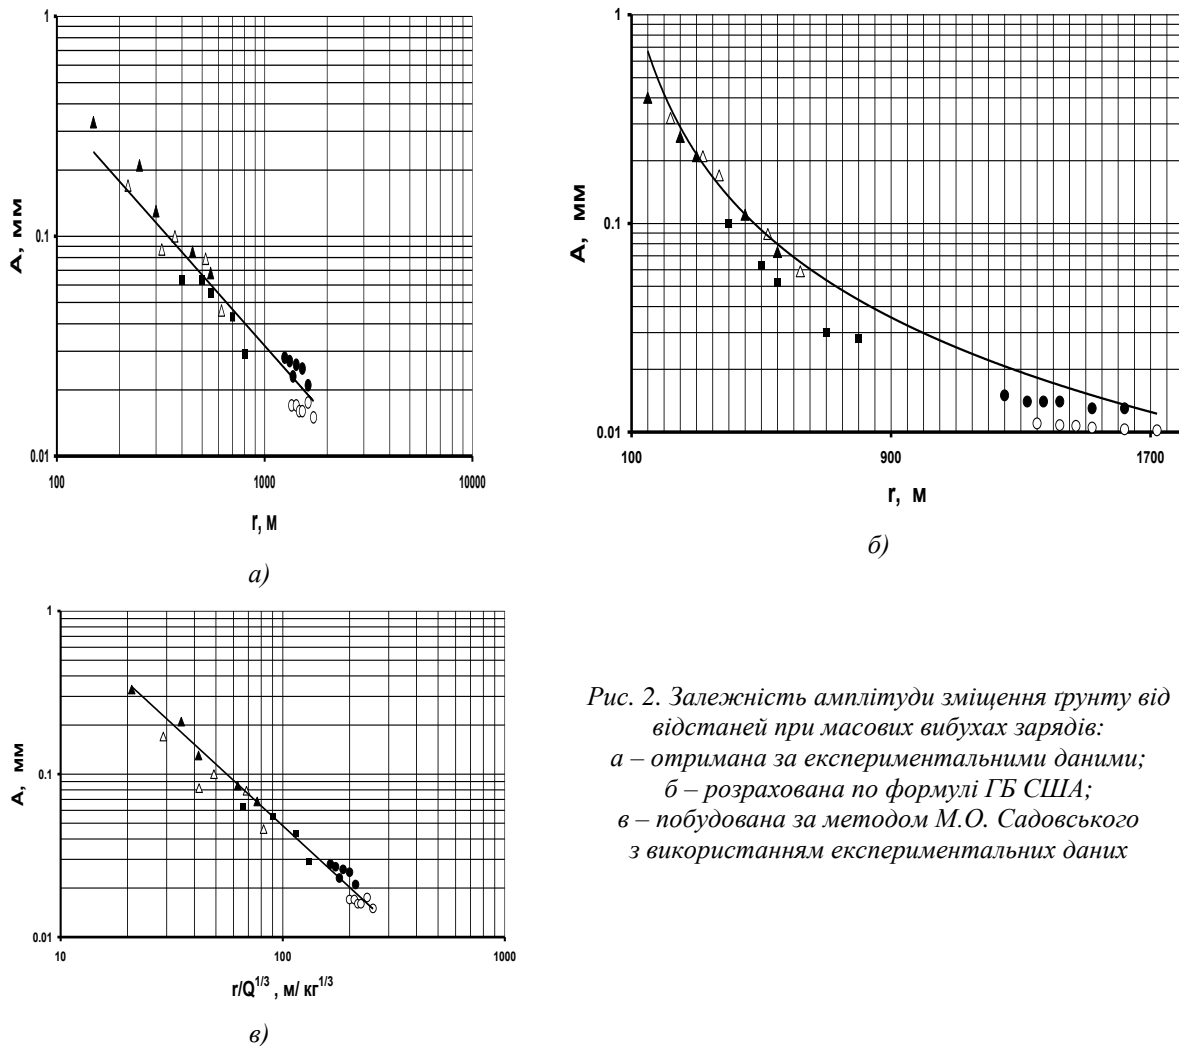 1
0.1
0.01
А, мм
100
1000
10000
r, м
а)
1
0.1
0.01
А, мм
100
900
1700
r, м
б)
1
0.1
0.01
А, мм
10
100
1000
r/Q1/3 , м/ кг1/3
в)
Рис. 2. Залежність амплітуди зміщення ґрунту від
відстаней при масових вибухах зарядів:
а – отримана за експериментальними даними;
б – розрахована по формулі ГБ США;
в – побудована за методом М.О. Садовського
з використанням експериментальних даних